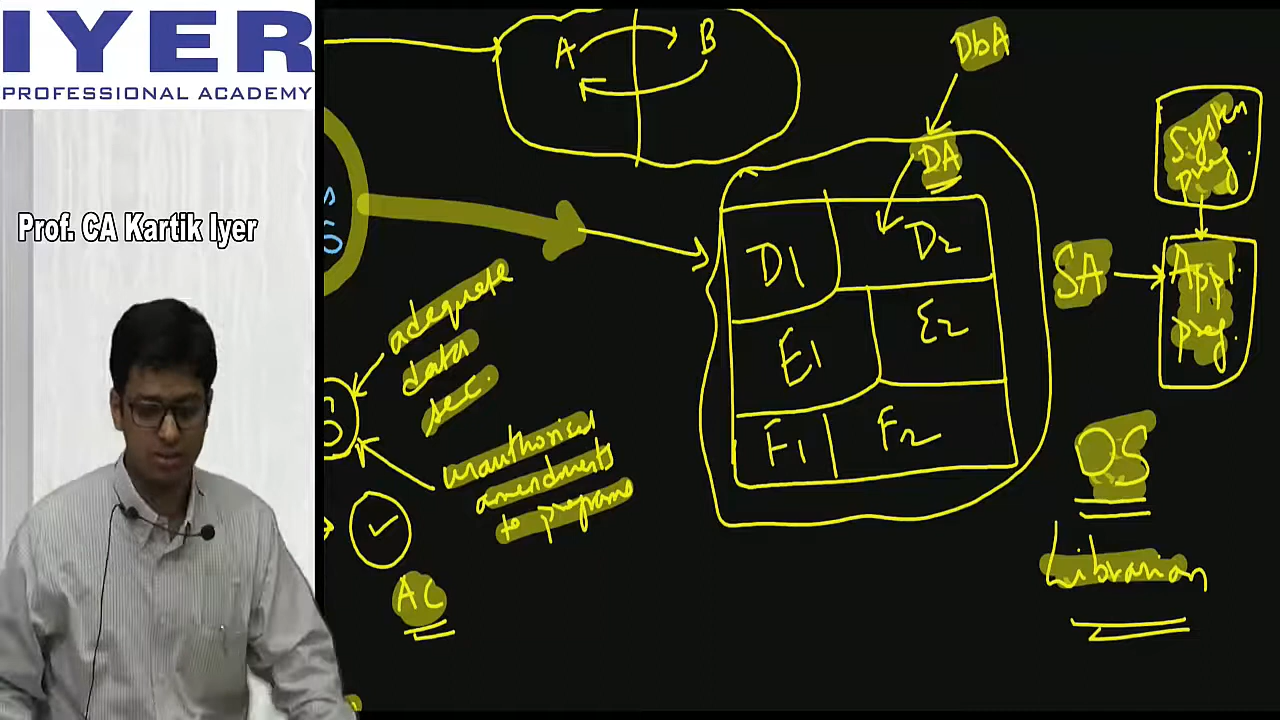 IYER
PROFESSIONAL ACADEMY
Prof. CA Kartik Iyer
A
B
DbA
DA
D1
D2
E1
E2
F1
F2
System
prog.
SA
Appl.
prog.
OS
Librarian
adequate
data
sec.
unauthorised
amendments
to programs
AC